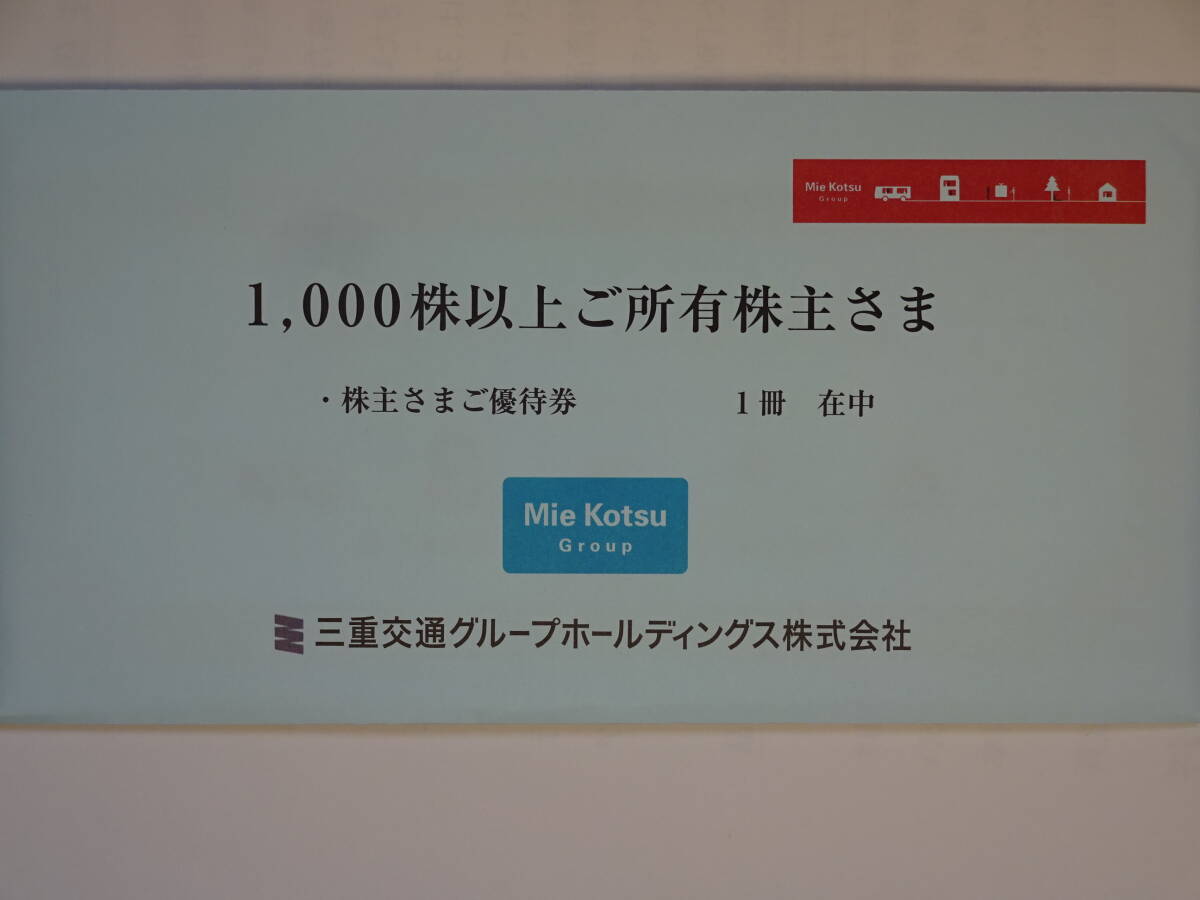 Mie Kotsu
Group
1,000株以上ご所有株主さま
・株主さまご優待券 1冊 在中
Mie Kotsu
Group
三重交通グループホールディングス株式会社